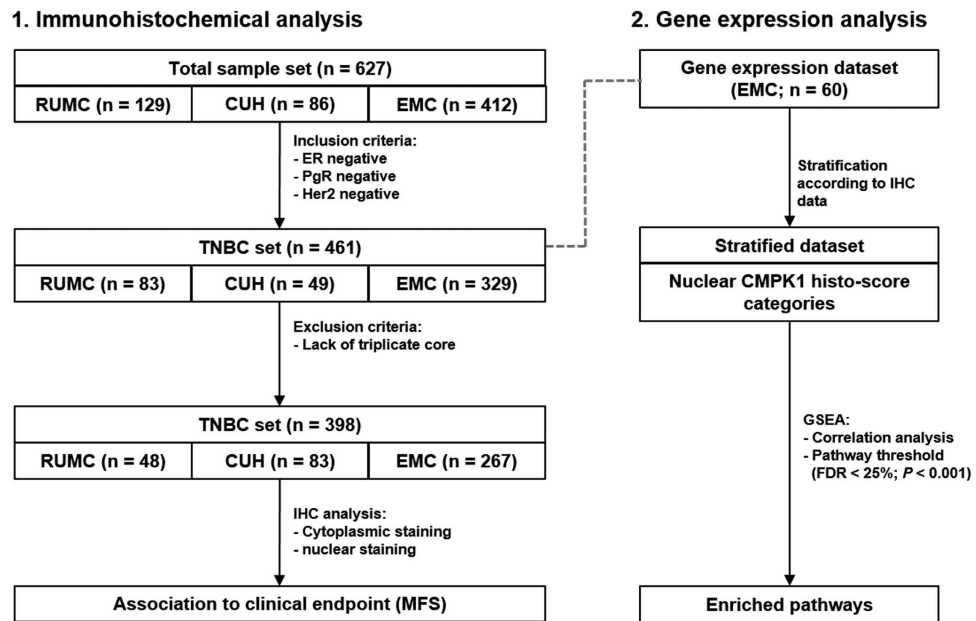 1. Immunohistochemical analysis
Total sample set (n = 627)
RUMC (n = 129)
CUH (n = 86)
EMC (n = 412)
Inclusion criteria:
- ER negative
- PgR negative
- Her2 negative
TNBC set (n = 461)
RUMC (n = 83)
CUH (n = 49)
EMC (n = 329)
Exclusion criteria:
- Lack of triplicate core
TNBC set (n = 398)
RUMC (n = 48)
CUH (n = 83)
EMC (n = 267)
IHC analysis:
- Cytoplasmic staining
- nuclear staining
Association to clinical endpoint (MFS)
2. Gene expression analysis
Gene expression dataset
(EMC; n = 60)
Stratification
according to IHC
data
Stratified dataset
Nuclear CMPK1 histo-score
categories
GSEA:
- Correlation analysis
- Pathway threshold
(FDR < 25%; P < 0.001)
Enriched pathways